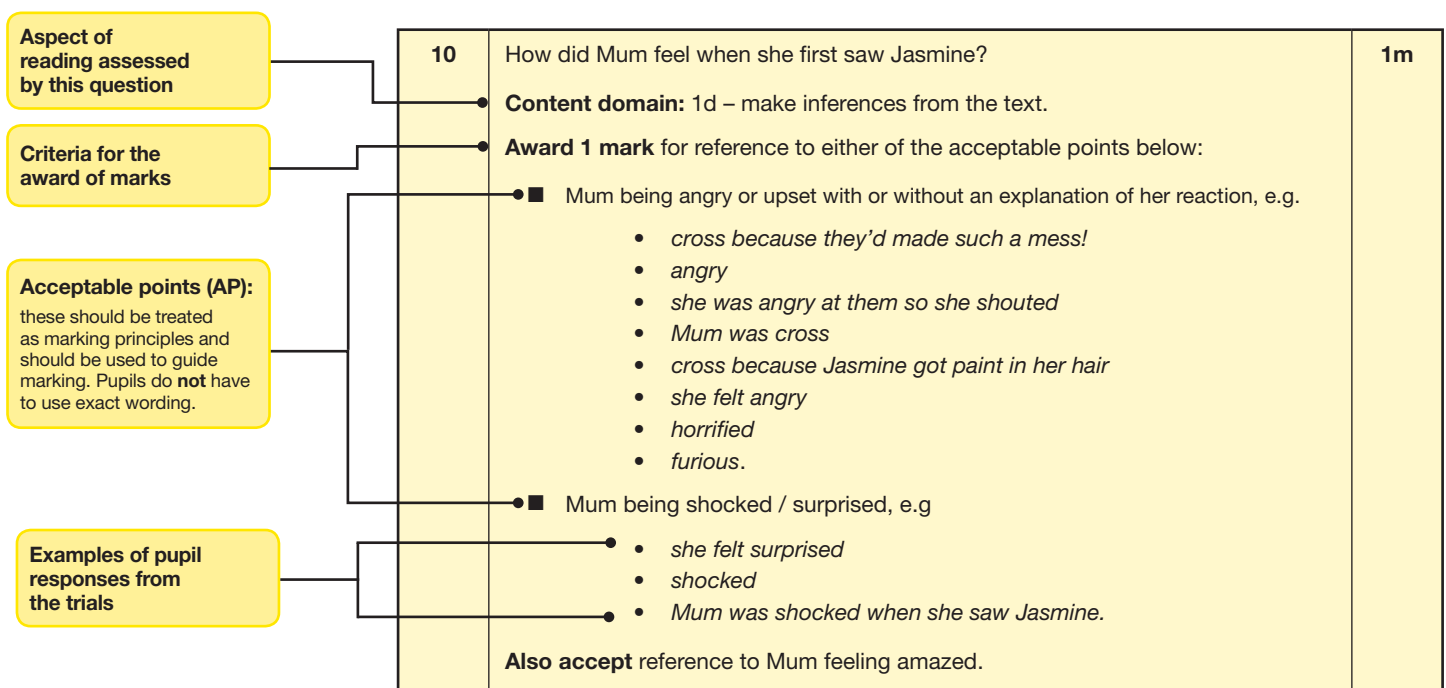 Aspect of
reading assessed
by this question
Criteria for the
award of marks
Acceptable points (AP):
these should be treated
as marking principles and
should be used to guide
marking. Pupils do not have
to use exact wording.
Examples of pupil
responses from
the trials
10 How did Mum feel when she first saw Jasmine? 1m
Content domain: 1d – make inferences from the text.
Award 1 mark for reference to either of the acceptable points below:
■ Mum being angry or upset with or without an explanation of her reaction, e.g.
• cross because they'd made such a mess!
• angry
• she was angry at them so she shouted
• Mum was cross
• cross because Jasmine got paint in her hair
• she felt angry
• horrified
• furious.
■ Mum being shocked / surprised, e.g
• she felt surprised
• shocked
• Mum was shocked when she saw Jasmine.
Also accept reference to Mum feeling amazed.